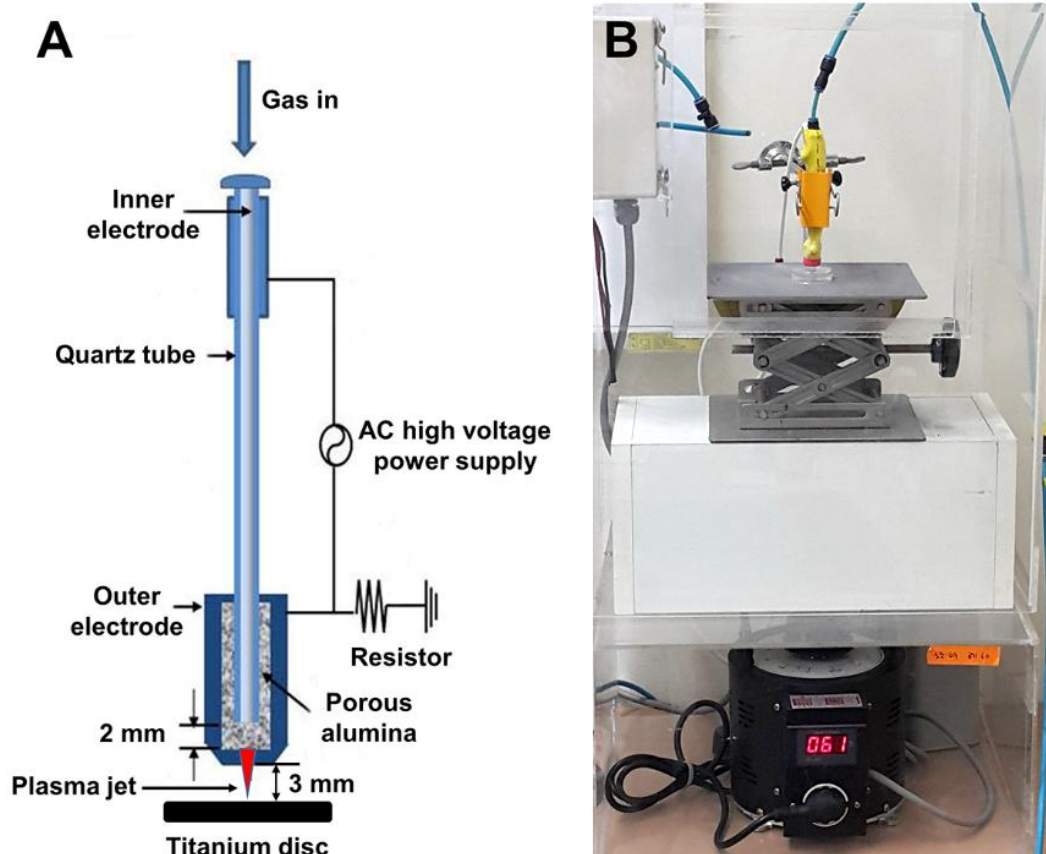 A
Gas in
Inner
electrode
Quartz tube
AC high voltage
power supply
Outer
electrode
Resistor
Porous
alumina
2 mm
Plasma jet
3 mm
Titanium disc
B
061